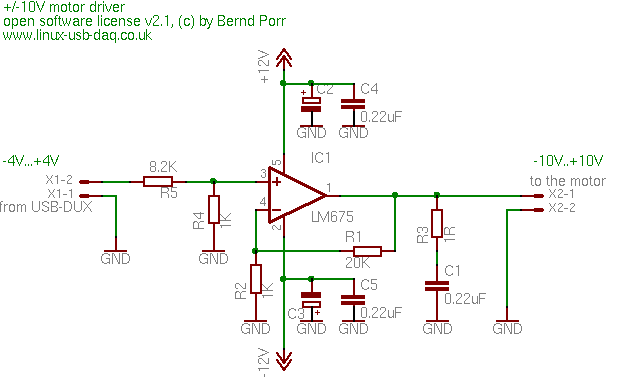 +/-10V motor driver
open software license v2.1, (c) by Bernd Porr
www.linux-usb-daq.co.uk
+12V
C2
C4
0.22uF
GND
GND
-4V...+4V
X1-2
X1-1
from USB-DUX
8.2K
R5
R4
1K
GND
GND
IC1
3
4
5
1
2
LM675
-10V..+10V
to the motor
X2-1
X2-2
R1
20K
R3
1R
R2
1K
GND
C3
C5
0.22uF
GND
GND
C1
0.22uF
GND
GND
-12V